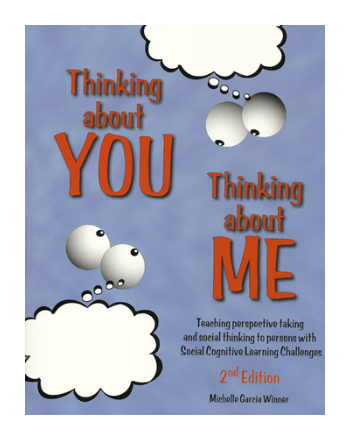 Thinking
about
YOU
Thinking
about
ME
Teaching perspective taking
and social thinking to persons with
Social Cognitive Learning Challenges
2nd Edition
Michelle Garcia Winner